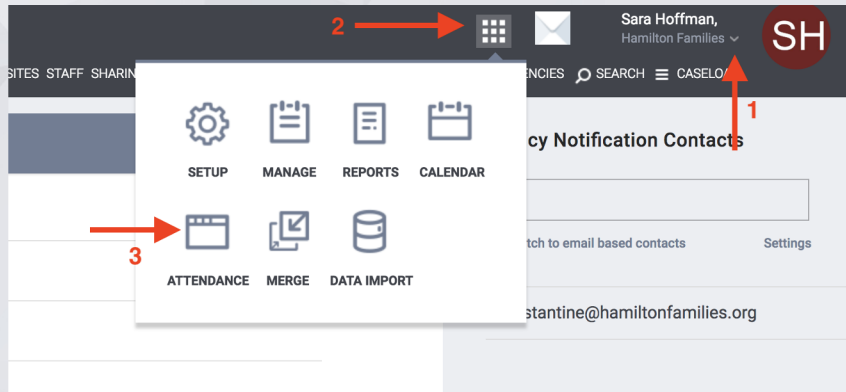 2
Sara Hoffman,
Hamilton Families
SH
SITES STAFF SHARIN
ENCIES SEARCH CASELOA
1
SETUP MANAGE REPORTS CALENDAR
cy Notification Contacts
3
tch to email based contacts Settings
ATTENDANCE MERGE DATA IMPORT
stantine@hamiltonfamilies.org